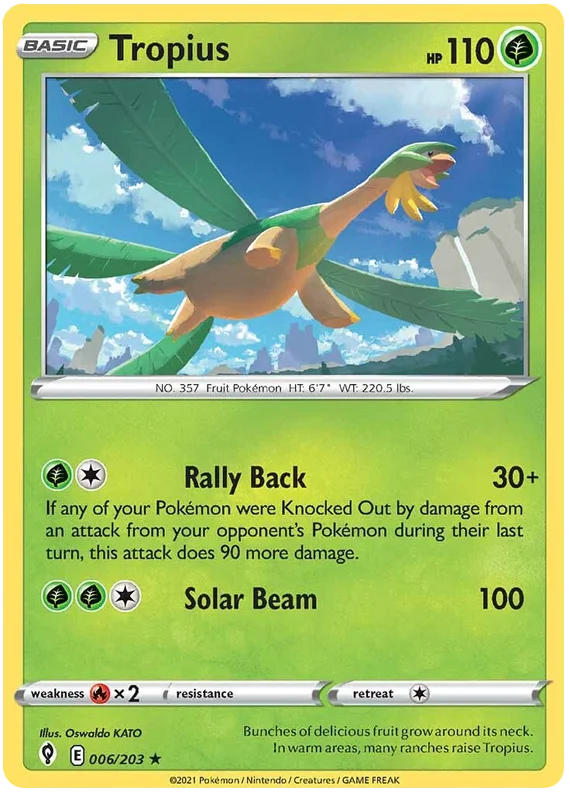 BASIC Tropius HP 110
NO. 357 Fruit Pokémon HT: 6'7" WT: 220.5 lbs.
Rally Back 30+
If any of your Pokémon were Knocked Out by damage from
an attack from your opponent's Pokémon during their last
turn, this attack does 90 more damage.
Solar Beam 100
weakness ×2 resistance retreat
Illus. Oswaldo KATO
Bunches of delicious fruit grow around its neck.
In warm areas, many ranches raise Tropius.
E 006/203 ★
©2021 Pokémon / Nintendo / Creatures / GAME FREAK